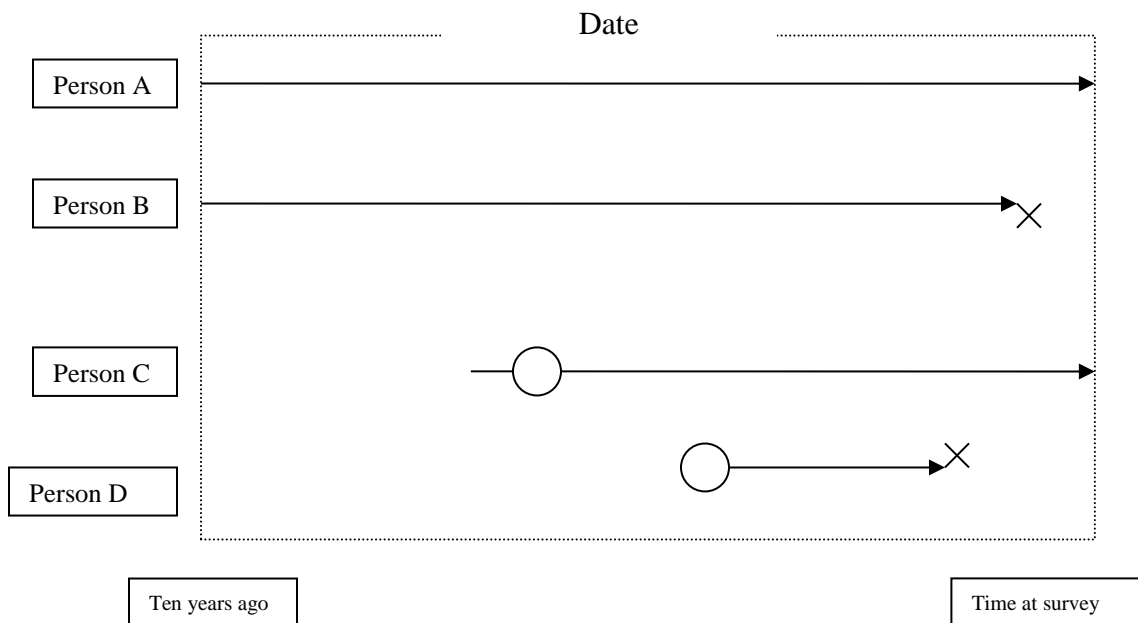 Date
Person A
Person B
Person C
Person D
Ten years ago
Time at survey